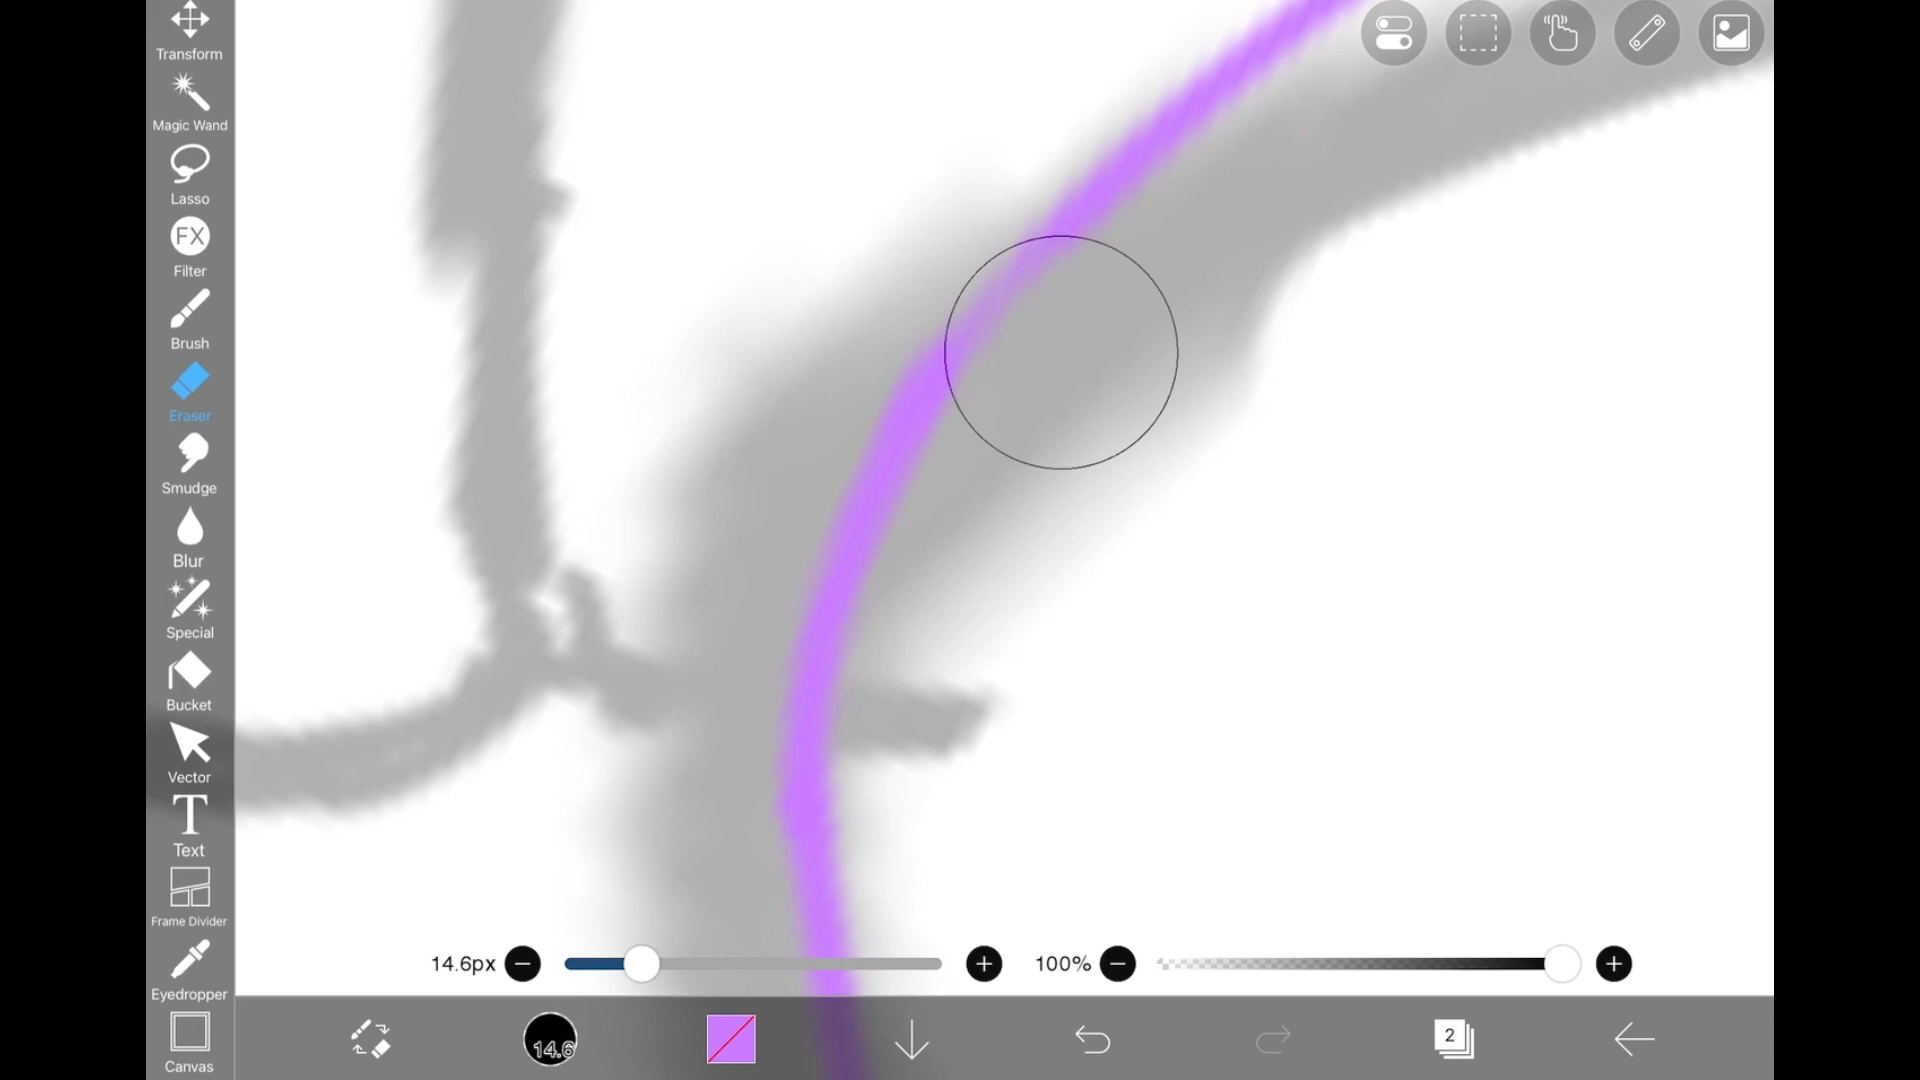 Transform
Magic Wand
Lasso
FX
Filter
Brush
Eraser
Smudge
Blur
Special
Bucket
Vector
T
Text
Frame Divider
Eyedropper
Canvas
14.6px
100%
14.6
2